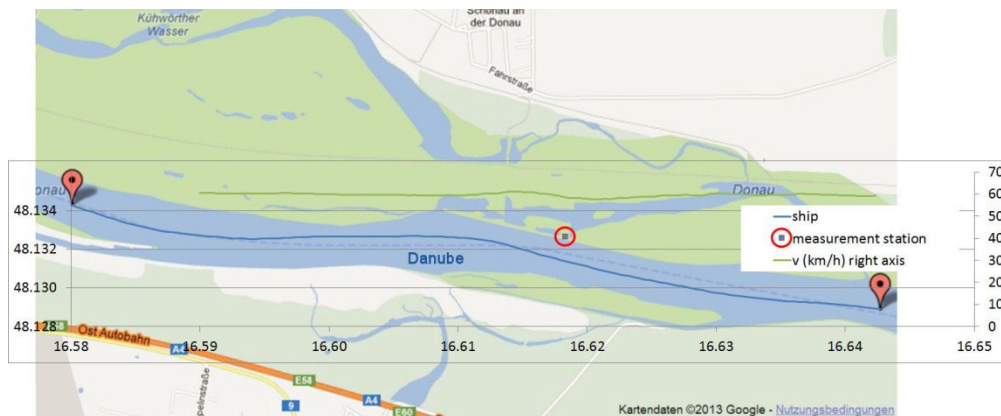 Kühwörther
Wasser
Schönau an
der Donau
Fährstraße
Donau
Donau
48.134
48.132
48.130
48.128
16.58
16.59
16.60
16.61
16.62
16.63
16.64
16.65
70
60
50
40
30
20
10
0
ship
measurement station
v (km/h) right axis
Danube
Ost Autobahn
A4
E58
E58
A4
E60
9
Kartendaten ©2013 Google - Nutzungsbedingungen